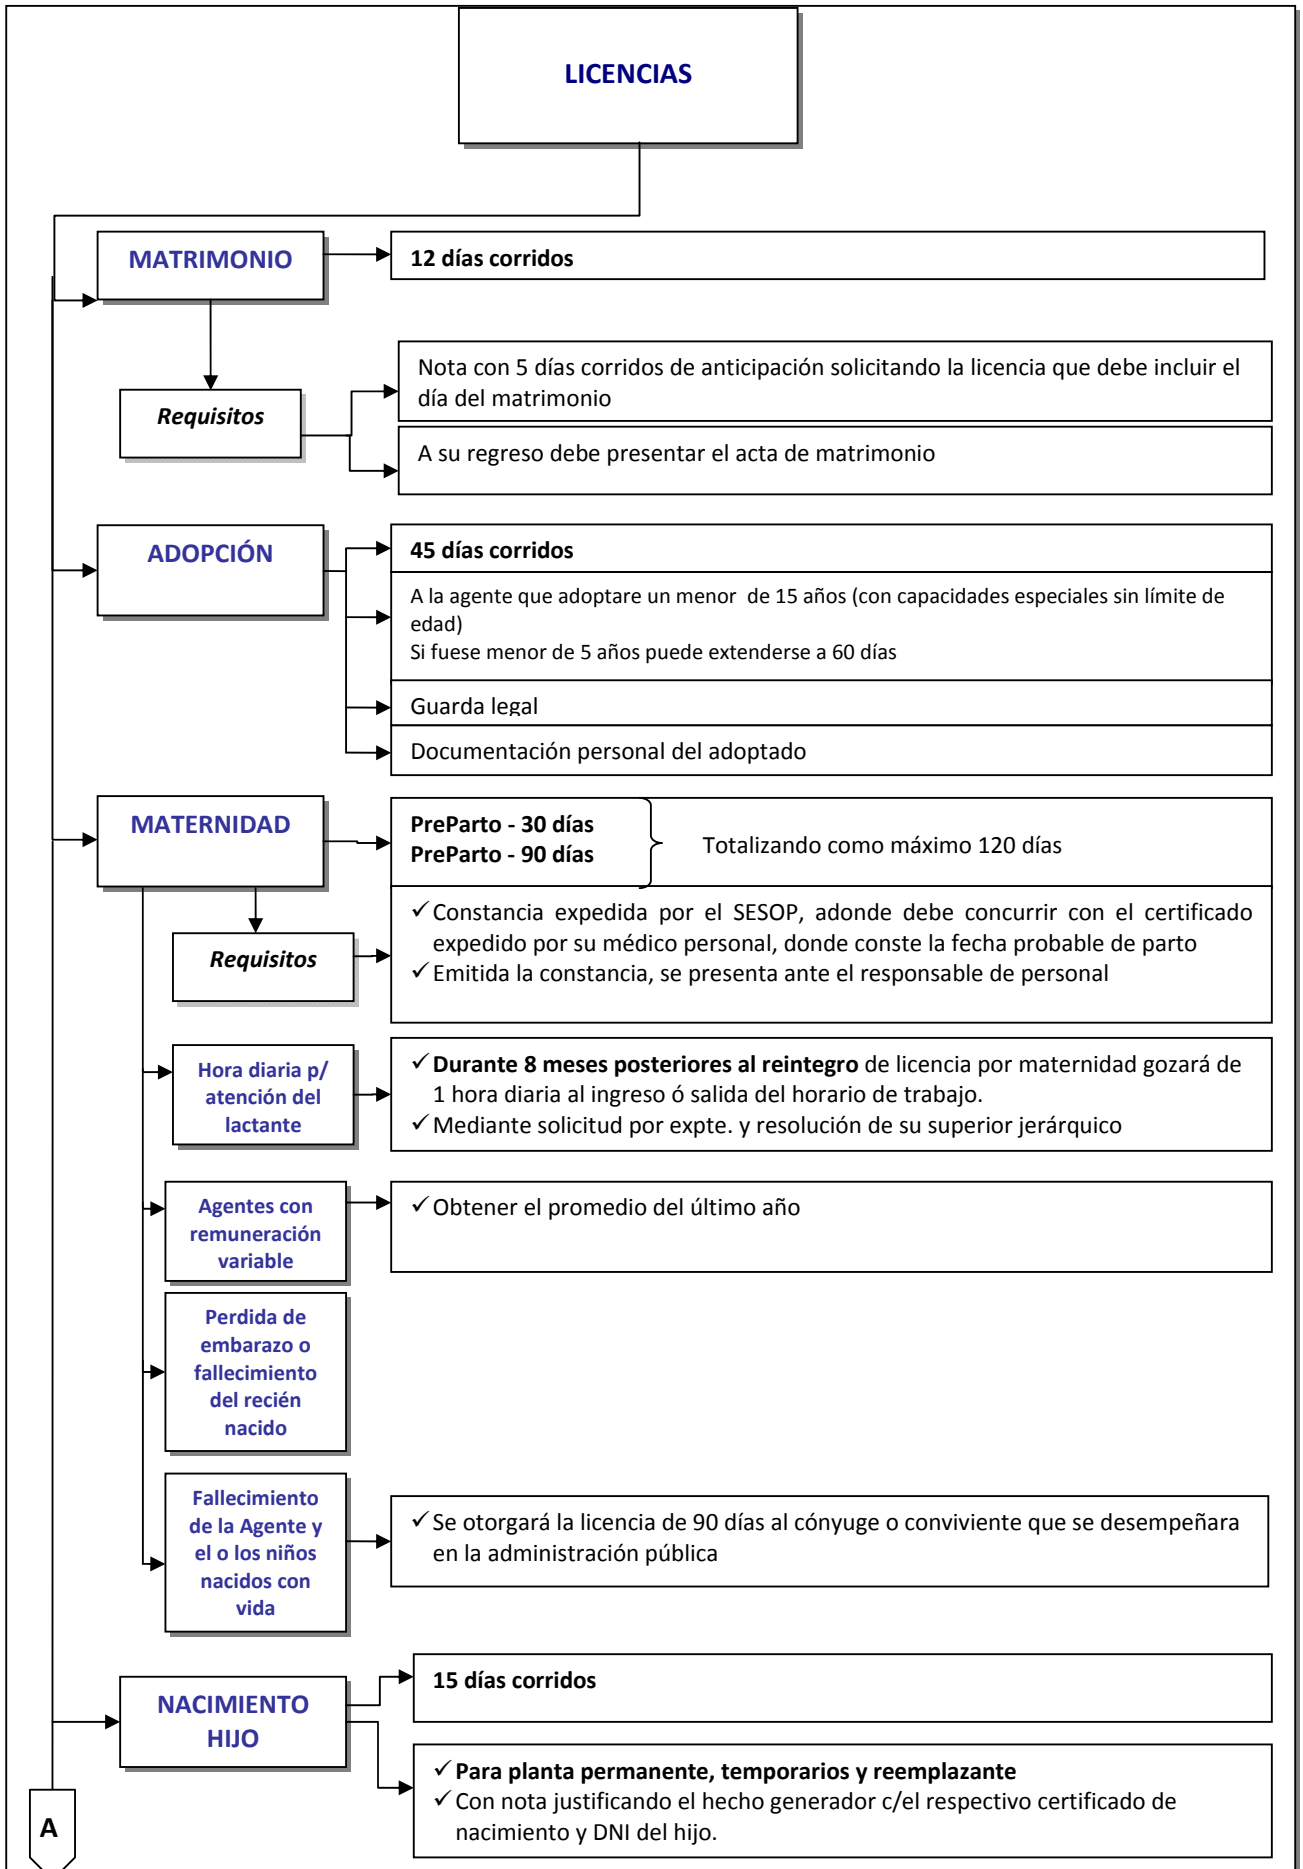 LICENCIAS
MATRIMONIO
12 días corridos
Requisitos
Nota con 5 días corridos de anticipación solicitando la licencia que debe incluir el
día del matrimonio
A su regreso debe presentar el acta de matrimonio
ADOPCIÓN
45 días corridos
A la agente que adoptare un menor de 15 años (con capacidades especiales sin límite de
edad)
Si fuese menor de 5 años puede extenderse a 60 días
Guarda legal
Documentación personal del adoptado
MATERNIDAD
PreParto - 30 días
PreParto - 90 días
Totalizando como máximo 120 días
Requisitos
✓ Constancia expedida por el SESOP, adonde debe concurrir con el certificado
expedido por su médico personal, donde conste la fecha probable de parto
✓ Emitida la constancia, se presenta ante el responsable de personal
Hora diaria p/
atención del
lactante
✓ Durante 8 meses posteriores al reintegro de licencia por maternidad gozará de
1 hora diaria al ingreso ó salida del horario de trabajo.
✓ Mediante solicitud por expte. y resolución de su superior jerárquico
Agentes con
remuneración
variable
✓ Obtener el promedio del último año
Perdida de
embarazo o
fallecimiento
del recién
nacido
Fallecimiento
de la Agente y
el o los niños
nacidos con
vida
✓ Se otorgará la licencia de 90 días al cónyuge o conviviente que se desempeñara
en la administración pública
NACIMIENTO
HIJO
15 días corridos
✓ Para planta permanente, temporarios y reemplazante
✓ Con nota justificando el hecho generador c/el respectivo certificado de
nacimiento y DNI del hijo.
A